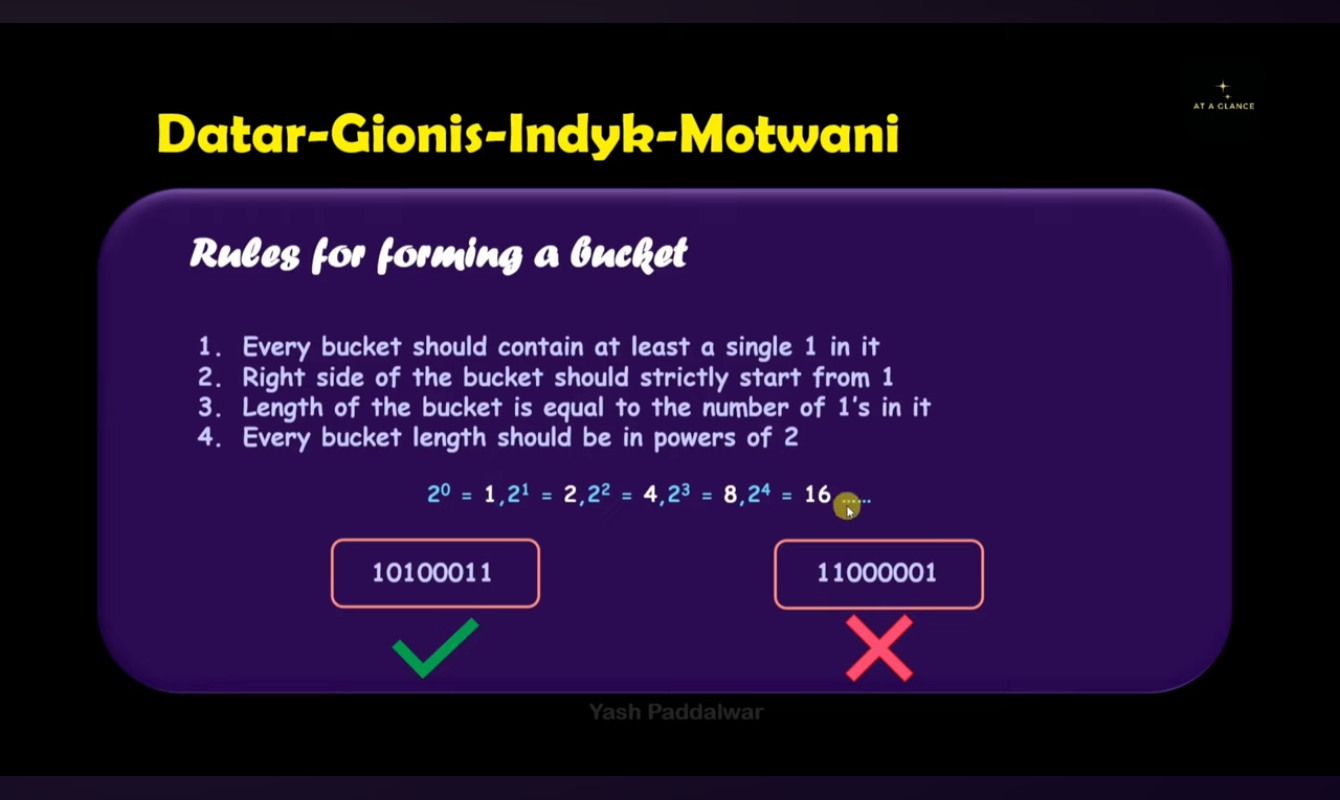 AT A GLANCE
Datar-Gionis-Indyk-Motwani
Rules for forming a bucket
1. Every bucket should contain at least a single 1 in it
2. Right side of the bucket should strictly start from 1
3. Length of the bucket is equal to the number of 1's in it
4. Every bucket length should be in powers of 2
2⁰ = 1,2¹ = 2,2² = 4,2³ = 8,2⁴ = 16 ......
10100011
11000001
Yash Paddalwar